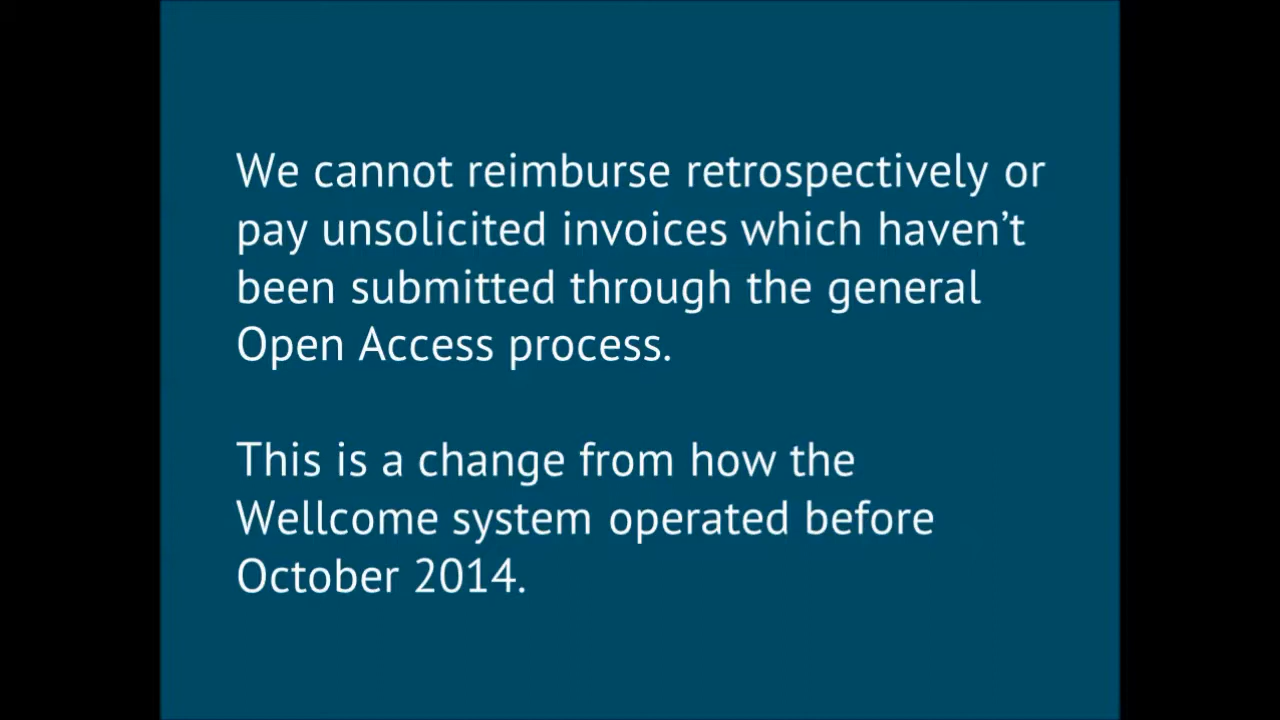 We cannot reimburse retrospectively or
pay unsolicited invoices which haven’t
been submitted through the general
Open Access process.
This is a change from how the
Wellcome system operated before
October 2014.